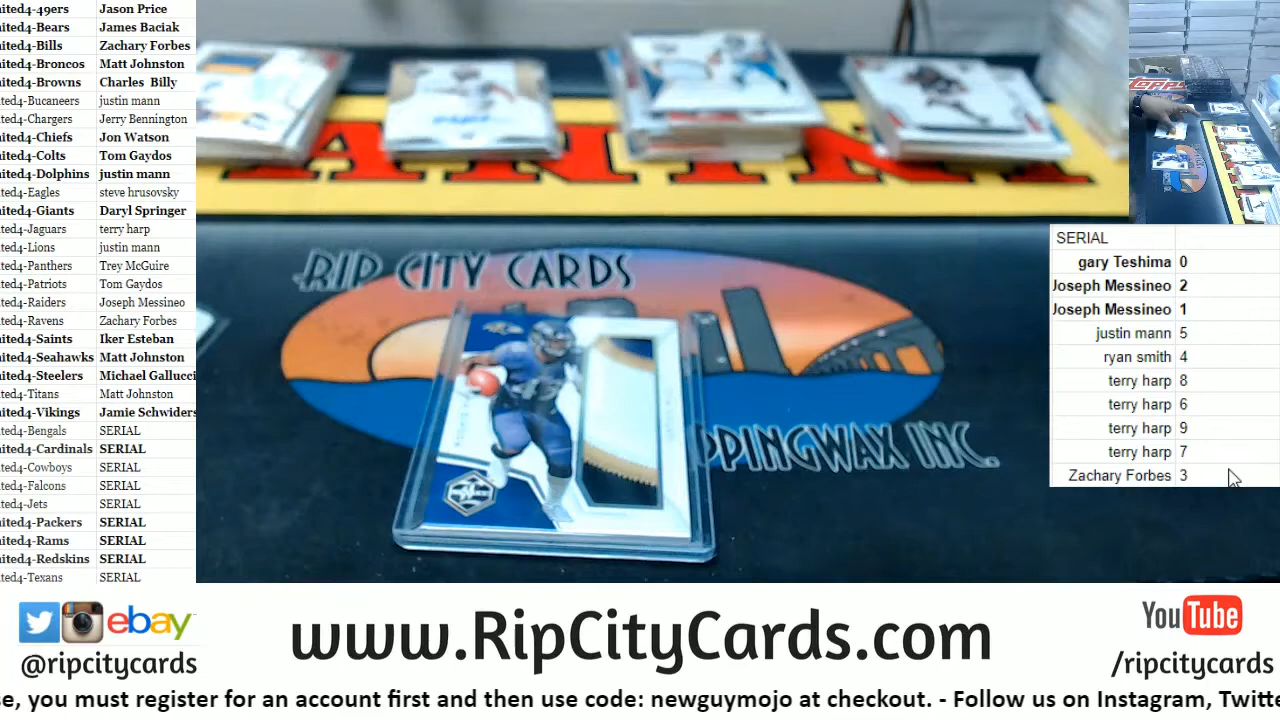 ited4-49ers Jason Price
ited4-Bears James Baciak
ited4-Bills Zachary Forbes
ited4-Broncos Matt Johnston
ited4-Browns Charles Billy
ted4-Bucaneers justin mann
ted4-Chargers Jerry Bennington
ited4-Chiefs Jon Watson
ited4-Colts Tom Gaydos
ited4-Dolphins justin mann
ted4-Eagles steve hrusovsky
ited4-Giants Daryl Springer
ted4-Jaguars terry harp
ted4-Lions justin mann
ted4-Panthers Trey McGuire
ted4-Patriots Tom Gaydos
ted4-Raiders Joseph Messineo
ted4-Ravens Zachary Forbes
ited4-Saints Iker Esteban
ited4-Seahawks Matt Johnston
ited4-Steelers Michael Gallucci
ted4-Titans Matt Johnston
ited4-Vikings Jamie Schwiders
ted4-Bengals SERIAL
ited4-Cardinals SERIAL
ted4-Cowboys SERIAL
ted4-Falcons SERIAL
ted4-Jets SERIAL
ited4-Packers SERIAL
ited4-Rams SERIAL
ited4-Redskins SERIAL
ted4-Texans SERIAL
PANINI
topps
RIP CITY CARDS
PPINGWAX INC.
SERIAL
gary Teshima 0
Joseph Messineo 2
Joseph Messineo 1
justin mann 5
ryan smith 4
terry harp 8
terry harp 6
terry harp 9
terry harp 7
Zachary Forbes 3
ebay
@ripcitycards
www.RipCityCards.com
YouTube
/ripcitycards
se, you must register for an account first and then use code: newguymojo at checkout. - Follow us on Instagram, Twitte